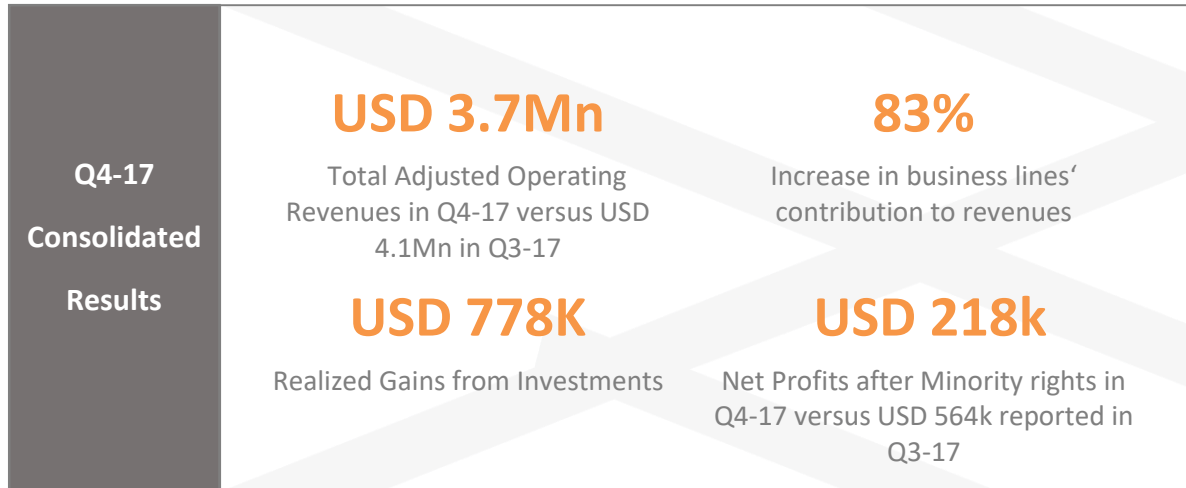 Q4-17
Consolidated
Results
USD 3.7Mn
Total Adjusted Operating
Revenues in Q4-17 versus USD
4.1Mn in Q3-17
83%
Increase in business lines‘
contribution to revenues
USD 778K
Realized Gains from Investments
USD 218k
Net Profits after Minority rights in
Q4-17 versus USD 564k reported in
Q3-17